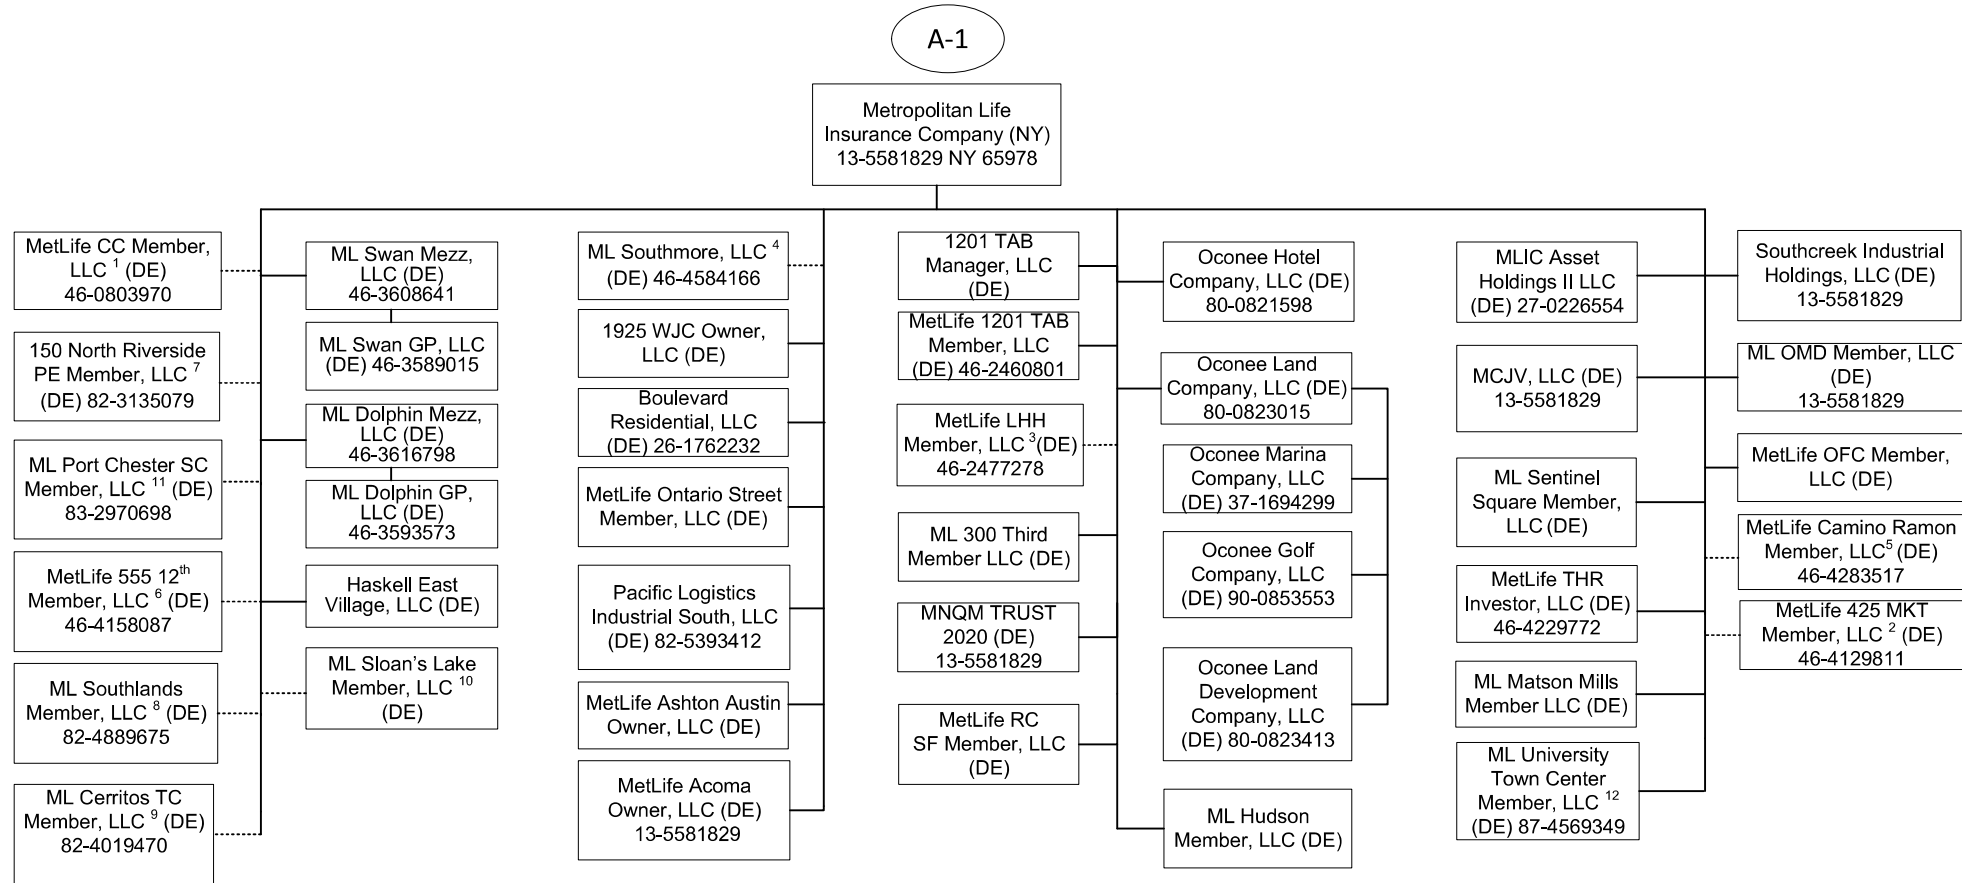 A-1
Metropolitan Life
Insurance Company (NY)
13-5581829 NY 65978
MetLife CC Member,
LLC 1 (DE)
46-0803970
150 North Riverside
PE Member, LLC 7
(DE) 82-3135079
ML Port Chester SC
Member, LLC 11 (DE)
83-2970698
MetLife 555 12th
Member, LLC 6 (DE)
46-4158087
ML Southlands
Member, LLC 8 (DE)
82-4889675
ML Cerritos TC
Member, LLC 9 (DE)
82-4019470
ML Swan Mezz,
LLC (DE)
46-3608641
ML Swan GP, LLC
(DE) 46-3589015
ML Dolphin Mezz,
LLC (DE)
46-3616798
ML Dolphin GP,
LLC (DE)
46-3593573
Haskell East
Village, LLC (DE)
ML Sloan's Lake
Member, LLC 10
(DE)
ML Southmore, LLC 4
(DE) 46-4584166
1925 WJC Owner,
LLC (DE)
Boulevard
Residential, LLC
(DE) 26-1762232
MetLife Ontario Street
Member, LLC (DE)
Pacific Logistics
Industrial South, LLC
(DE) 82-5393412
MetLife Ashton Austin
Owner, LLC (DE)
MetLife Acoma
Owner, LLC (DE)
13-5581829
1201 TAB
Manager, LLC
(DE)
MetLife 1201 TAB
Member, LLC
(DE) 46-2460801
MetLife LHH
Member, LLC 3(DE)
46-2477278
ML 300 Third
Member LLC (DE)
MNQM TRUST
2020 (DE)
13-5581829
MetLife RC
SF Member, LLC
(DE)
Oconee Hotel
Company, LLC (DE)
80-0821598
Oconee Land
Company, LLC (DE)
80-0823015
Oconee Marina
Company, LLC
(DE) 37-1694299
Oconee Golf
Company, LLC
(DE) 90-0853553
Oconee Land
Development
Company, LLC
(DE) 80-0823413
ML Hudson
Member, LLC (DE)
MLIC Asset
Holdings II LLC
(DE) 27-0226554
MCJV, LLC (DE)
13-5581829
ML Sentinel
Square Member,
LLC (DE)
MetLife THR
Investor, LLC (DE)
46-4229772
ML Matson Mills
Member LLC (DE)
ML University
Town Center
Member, LLC 12
(DE) 87-4569349
Southcreek Industrial
Holdings, LLC (DE)
13-5581829
ML OMD Member, LLC
(DE)
13-5581829
MetLife OFC Member,
LLC (DE)
MetLife Camino Ramon
Member, LLC5 (DE)
46-4283517
MetLife 425 MKT
Member, LLC 2 (DE)
46-4129811